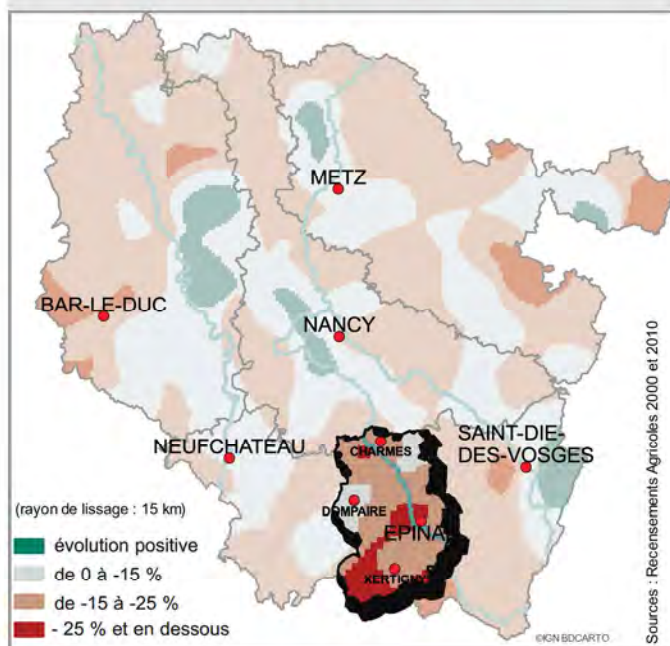 METZ
BAR-LE-DUC
NANCY
NEUFCHATEAU
CHARMES
SAINT-DIE-
DES-VOSGES
DOMPAIRE
EPINAL
XERTIGNY
(rayon de lissage : 15 km)
évolution positive
de 0 à -15 %
de -15 à -25 %
- 25 % et en dessous
©IGN BDCARTO
Sources : Recensements Agricoles 2000 et 2010